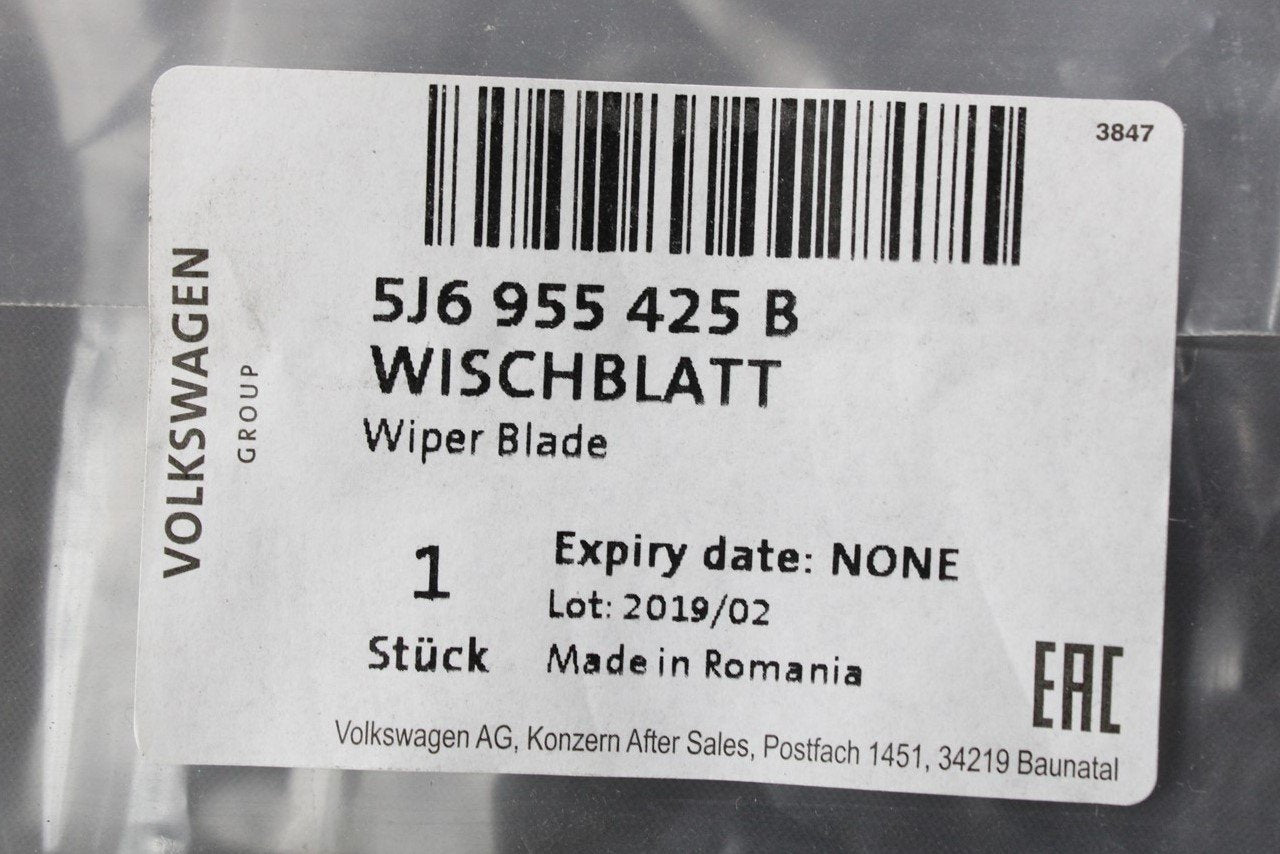 3847
VOLKSWAGEN
GROUP
5J6 955 425 B
WISCHBLATT
Wiper Blade
1
Stück
Expiry date: NONE
Lot: 2019/02
Made in Romania
EAC
Volkswagen AG, Konzern After Sales, Postfach 1451, 34219 Baunatal